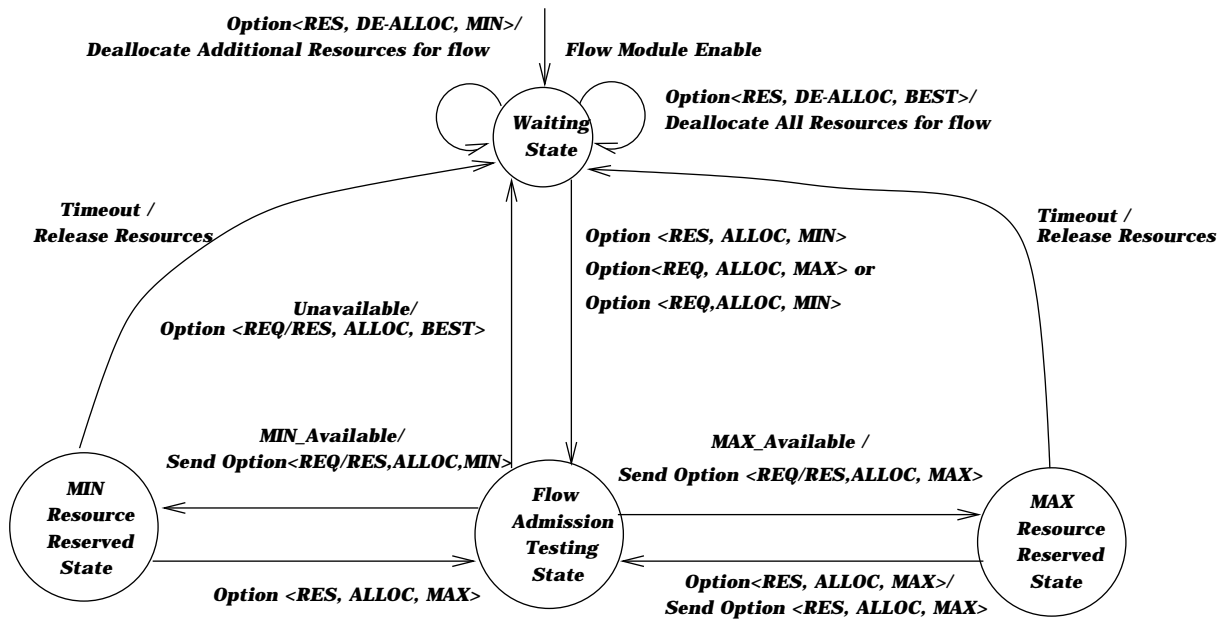 Option<RES, DE-ALLOC, MIN>/
Deallocate Additional Resources for flow
Flow Module Enable
Option<RES, DE-ALLOC, BEST>/
Deallocate All Resources for flow
Waiting
State
Timeout /
Release Resources
Timeout /
Release Resources
Option <RES, ALLOC, MIN>
Option<REQ, ALLOC, MAX> or
Option <REQ,ALLOC, MIN>
Unavailable/
Option <REQ/RES, ALLOC, BEST>
MIN_Available/
Send Option<REQ/RES,ALLOC,MIN>
MAX_Available /
Send Option <REQ/RES,ALLOC, MAX>
MIN
Resource
Reserved
State
Flow
Admission
Testing
State
MAX
Resource
Reserved
State
Option <RES, ALLOC, MAX>
Option<RES, ALLOC, MAX>/
Send Option <RES, ALLOC, MAX>